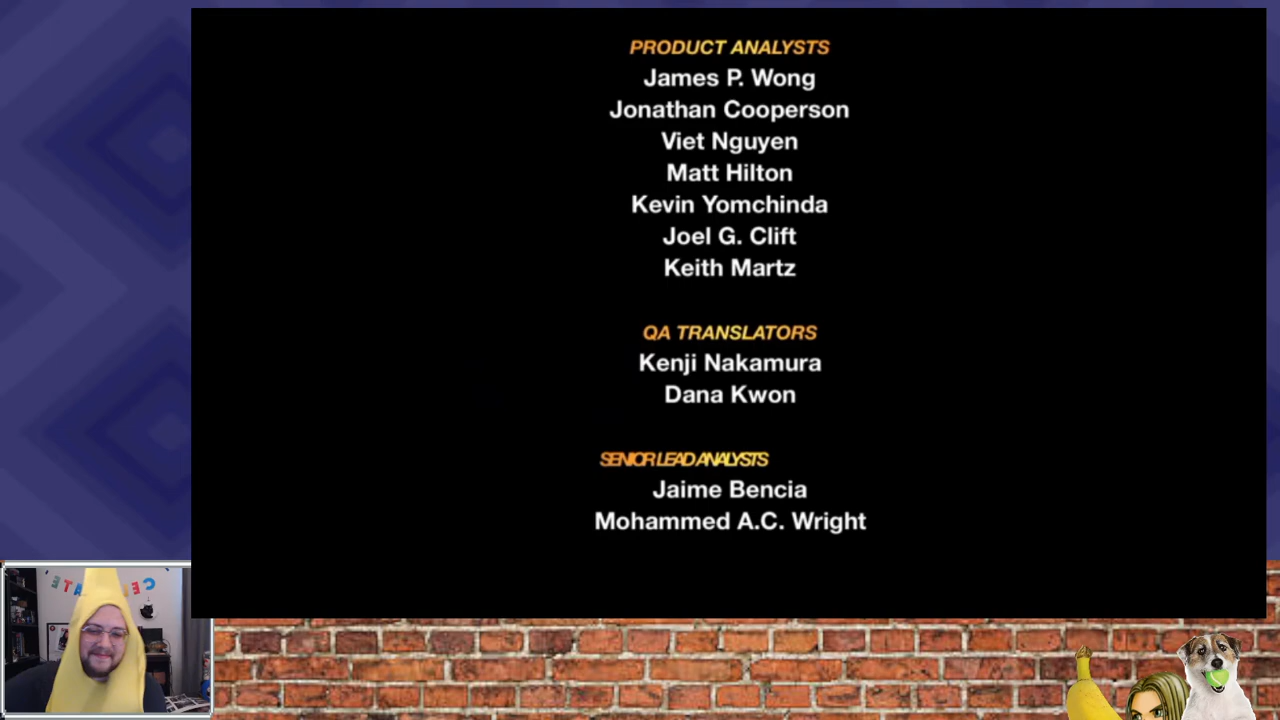 PRODUCT ANALYSTS
James P. Wong
Jonathan Cooperson
Viet Nguyen
Matt Hilton
Kevin Yomchinda
Joel G. Clift
Keith Martz
QA TRANSLATORS
Kenji Nakamura
Dana Kwon
SENIOR LEAD ANALYSTS
Jaime Bencia
Mohammed A.C. Wright